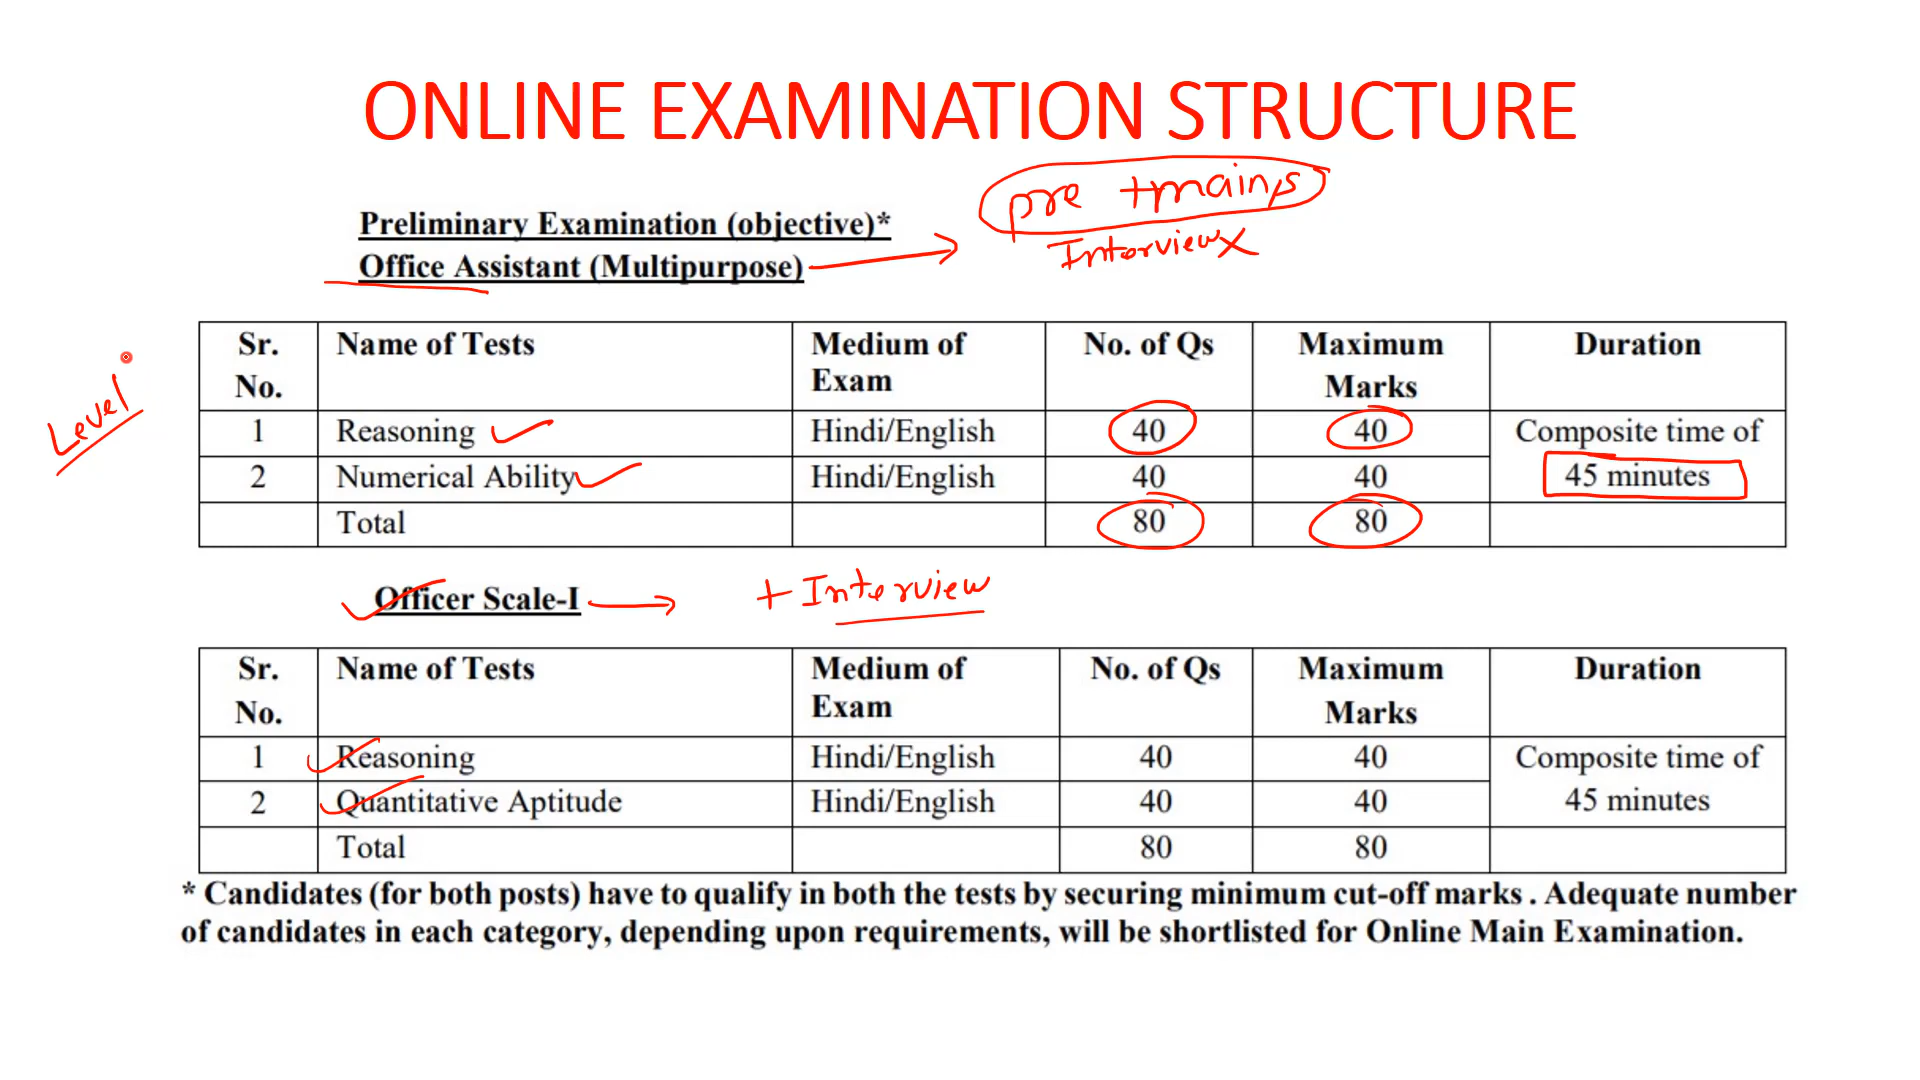 ONLINE EXAMINATION STRUCTURE
pre +mains
Preliminary Examination (objective)*
Interview X
Office Assistant (Multipurpose)
Level
Sr. No. Name of Tests Medium of Exam No. of Qs Maximum Marks Duration
1 Reasoning Hindi/English 40 40 Composite time of 45 minutes
2 Numerical Ability Hindi/English 40 40
Total 80 80
Officer Scale-I + Interview
Sr. No. Name of Tests Medium of Exam No. of Qs Maximum Marks Duration
1 Reasoning Hindi/English 40 40 Composite time of 45 minutes
2 Quantitative Aptitude Hindi/English 40 40
Total 80 80
* Candidates (for both posts) have to qualify in both the tests by securing minimum cut-off marks . Adequate number
of candidates in each category, depending upon requirements, will be shortlisted for Online Main Examination.